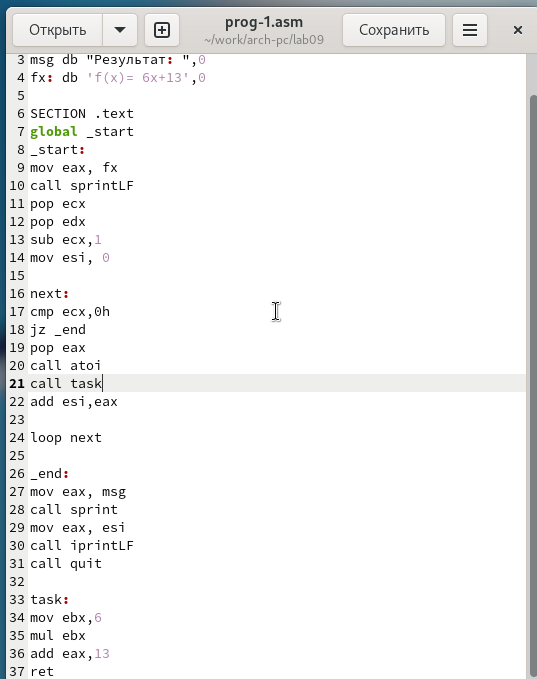 Открыть
prog-1.asm
~/work/arch-pc/lab09
Сохранить
3 msg db "Результат: ",0
4 fx: db 'f(x)= 6x+13',0
5
6 SECTION .text
7 global _start
8 _start:
9 mov eax, fx
10 call sprintLF
11 pop ecx
12 pop edx
13 sub ecx,1
14 mov esi, 0
15
16 next:
17 cmp ecx,0h
18 jz _end
19 pop eax
20 call atoi
21 call task
22 add esi,eax
23
24 loop next
25
26 _end:
27 mov eax, msg
28 call sprint
29 mov eax, esi
30 call iprintLF
31 call quit
32
33 task:
34 mov ebx,6
35 mul ebx
36 add eax,13
37 ret